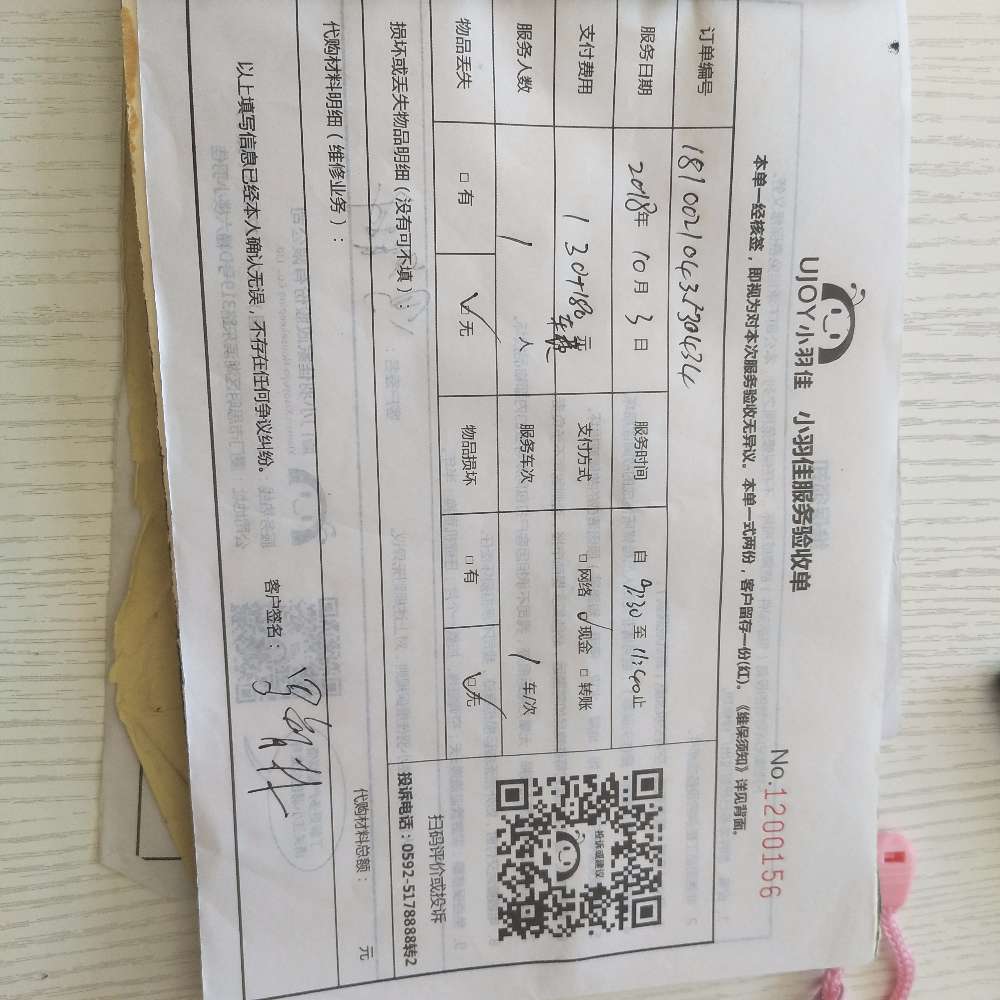 UJOY小羽佳 小羽佳服务验收单
No.1200156
本单一经核签，即视为对本次服务验收无异议。本单一式两份，客户留存一份(红)。《维保须知》详见背面。
订单编号
服务日期 2018年 10月 3日 服务时间 自 9:30 至 11:40止
支付费用 元 支付方式 □ 网络 现金 □ 转账
服务人数 1 人 服务车次 1 车/次
物品丢失 □ 有 □ 无 物品损坏 □ 有 □ 无
投诉或建议
扫码评价或投诉
投诉电话：0592-5178888转2
损坏或丢失物品明细(没有可不填)：
代购材料明细(维修业务)：
代购材料总额： 元
以上填写信息已经本人确认无误，不存在任何争议纠纷。 客户签名：